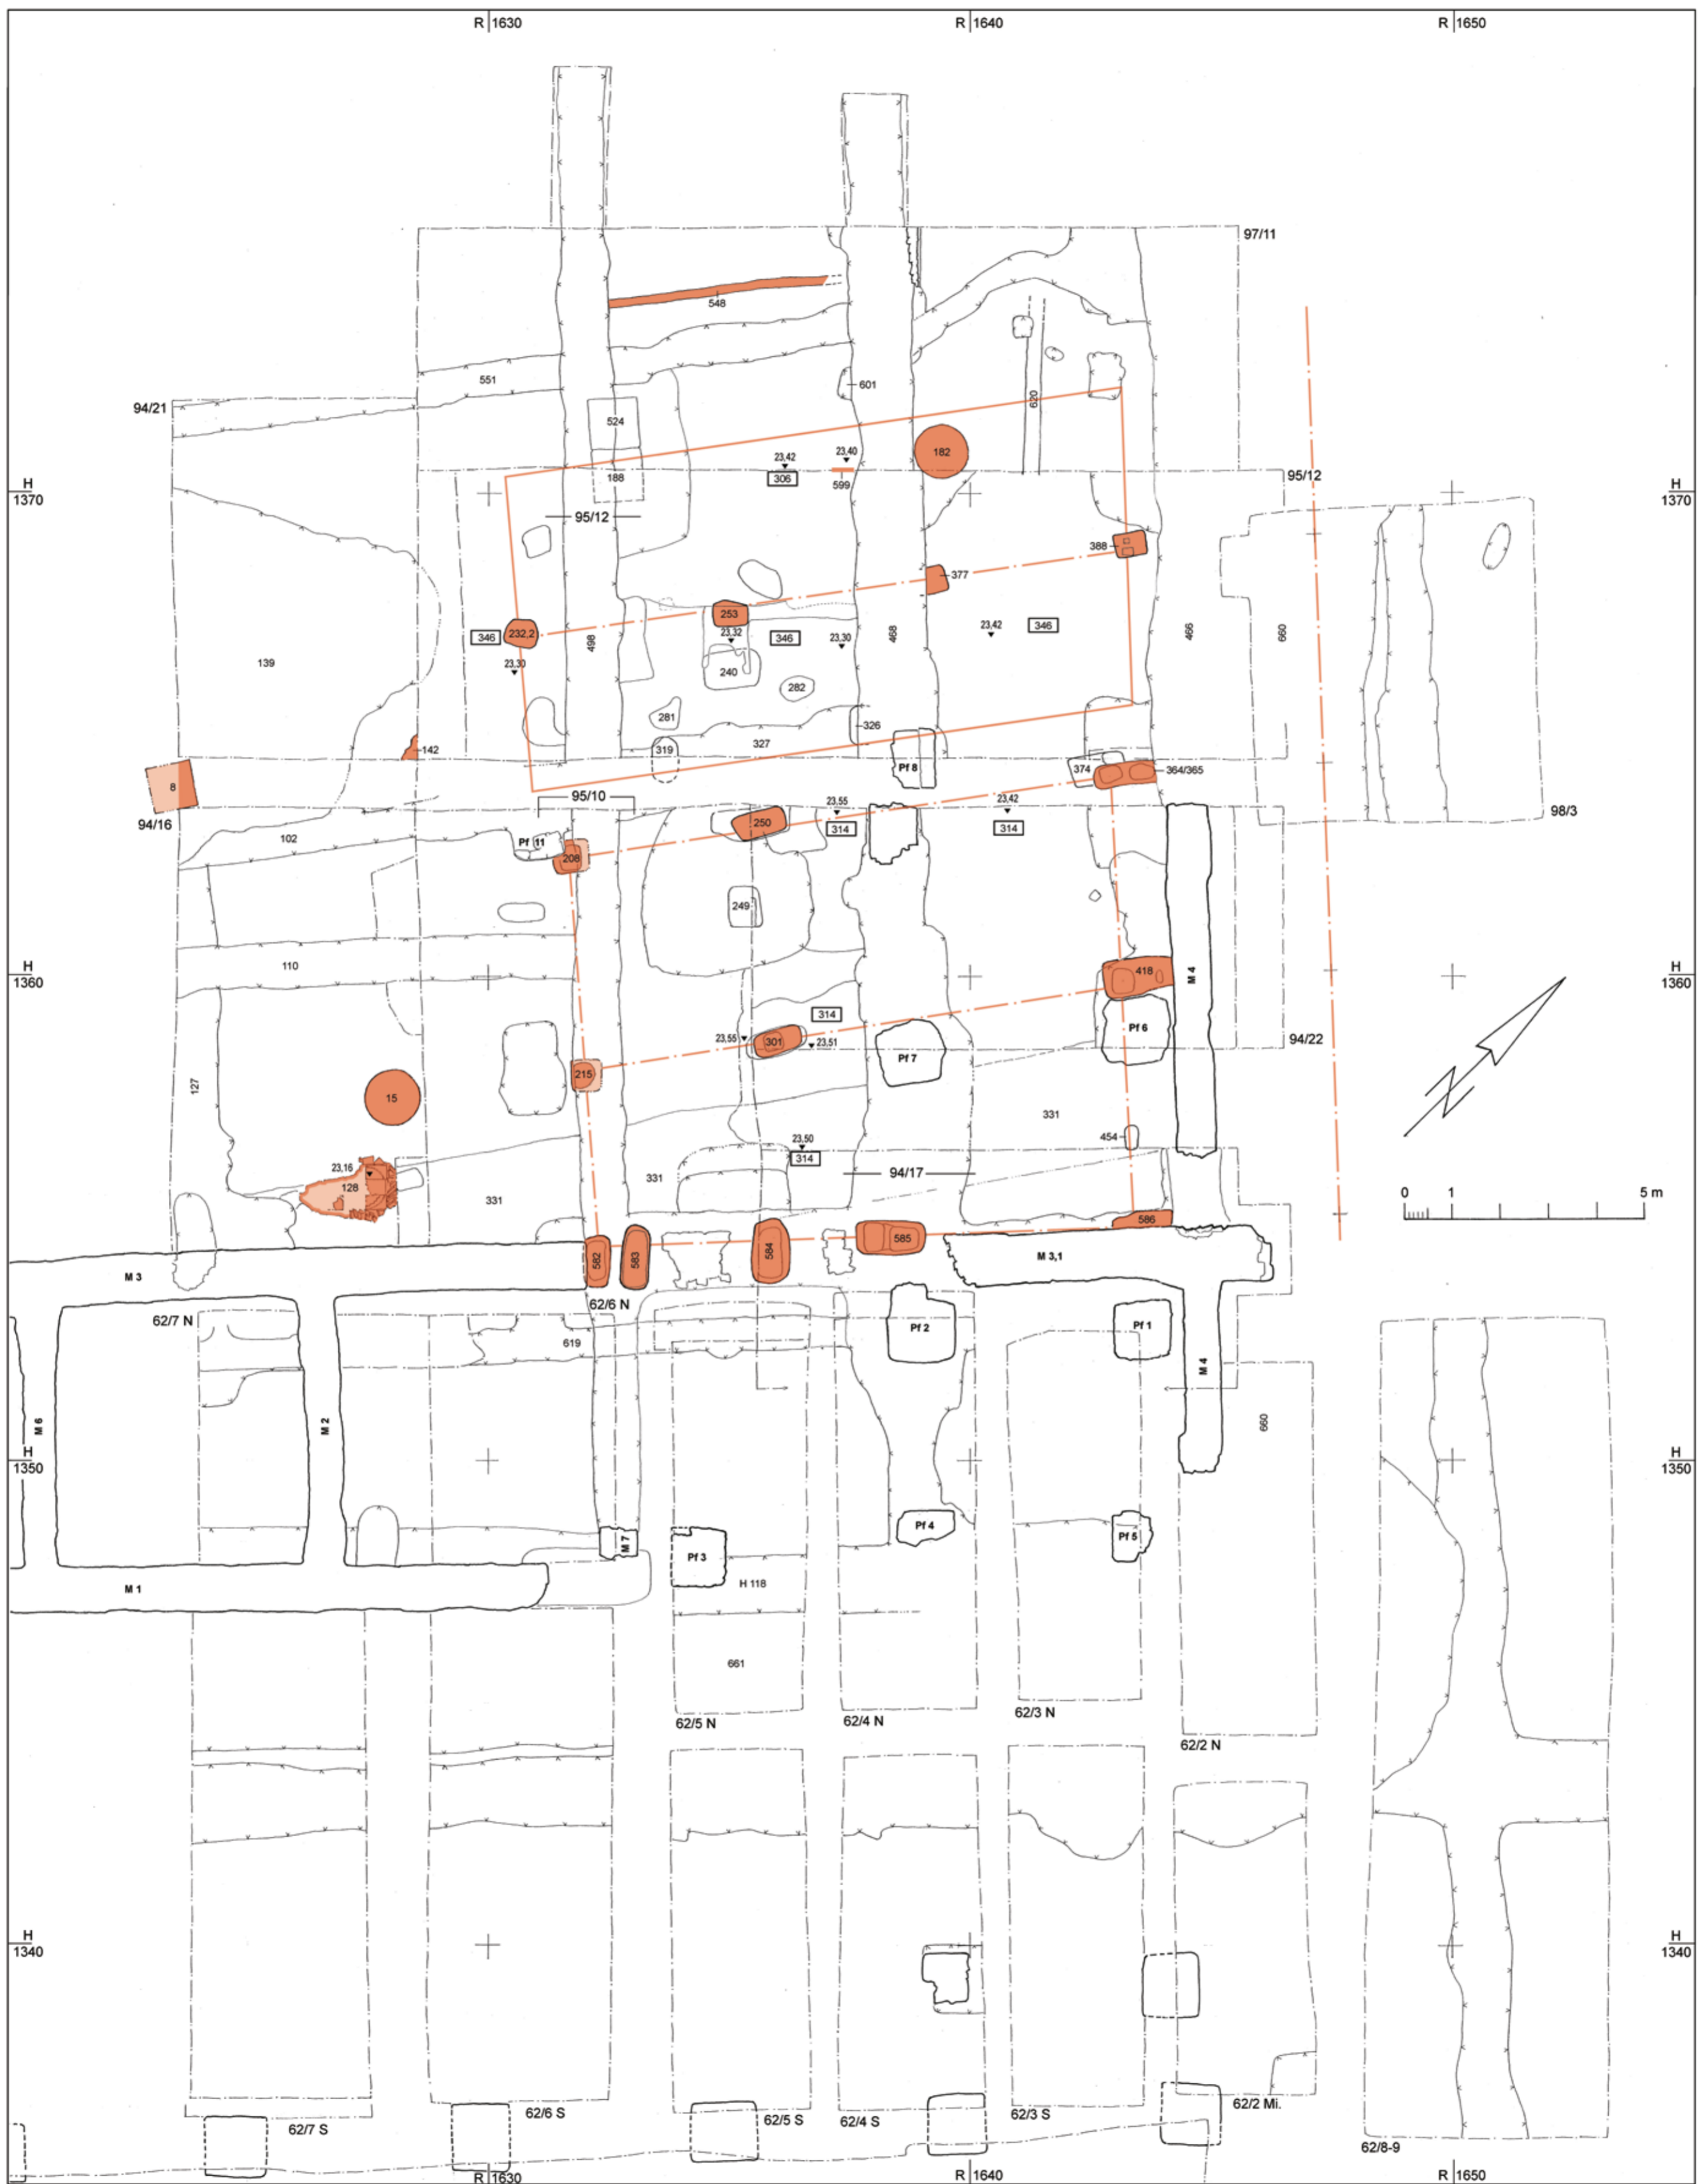 R 1630
R 1640
R 1650
97/11
548
551
601
620
94/21
524
182
23,42
23,40
306
599
188
95/12
H
1370
H
1370
95/12
388
377
253
232,2
346
23,32
346
23,30
23,42
346
498
468
466
660
23,30
139
240
282
281
326
142
319
327
Pf 8
374
364/365
8
95/10
23,55
23,42
94/16
250
314
314
98/3
102
Pf 11
208
249
110
H
1360
418
M 4
H
1360
314
23,55
301
23,51
Pf 6
94/22
Pf 7
215
127
15
331
454
23,50
314
23,16
128
331
331
94/17
0 1 5 m
586
582
583
584
585
M 3,1
M 3
62/6 N
62/7 N
619
Pf 2
Pf 1
M 4
M 6
M 2
660
H
1350
H
1350
Pf 4
Pf 5
M 7
Pf 3
M 1
H 118
661
62/5 N
62/4 N
62/3 N
62/2 N
H
1340
H
1340
62/7 S
62/6 S
62/5 S
62/4 S
62/3 S
62/2 Mi.
62/8-9
R 1630
R 1640
R 1650